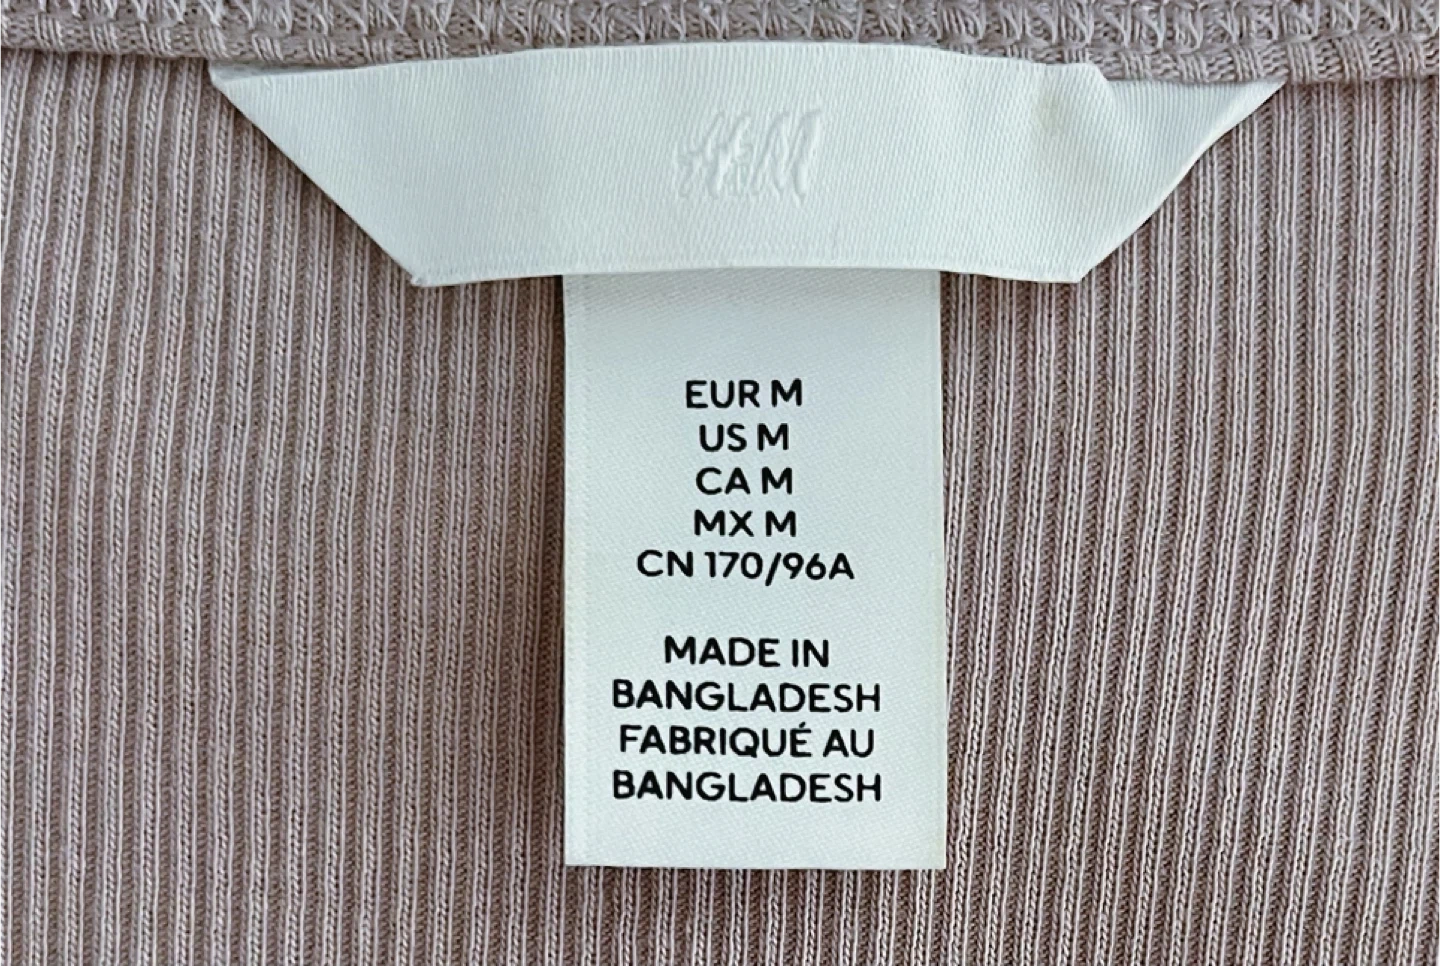 H&M
EUR M
US M
CA M
MX M
CN 170/96A
MADE IN
BANGLADESH
FABRIQUÉ AU
BANGLADESH